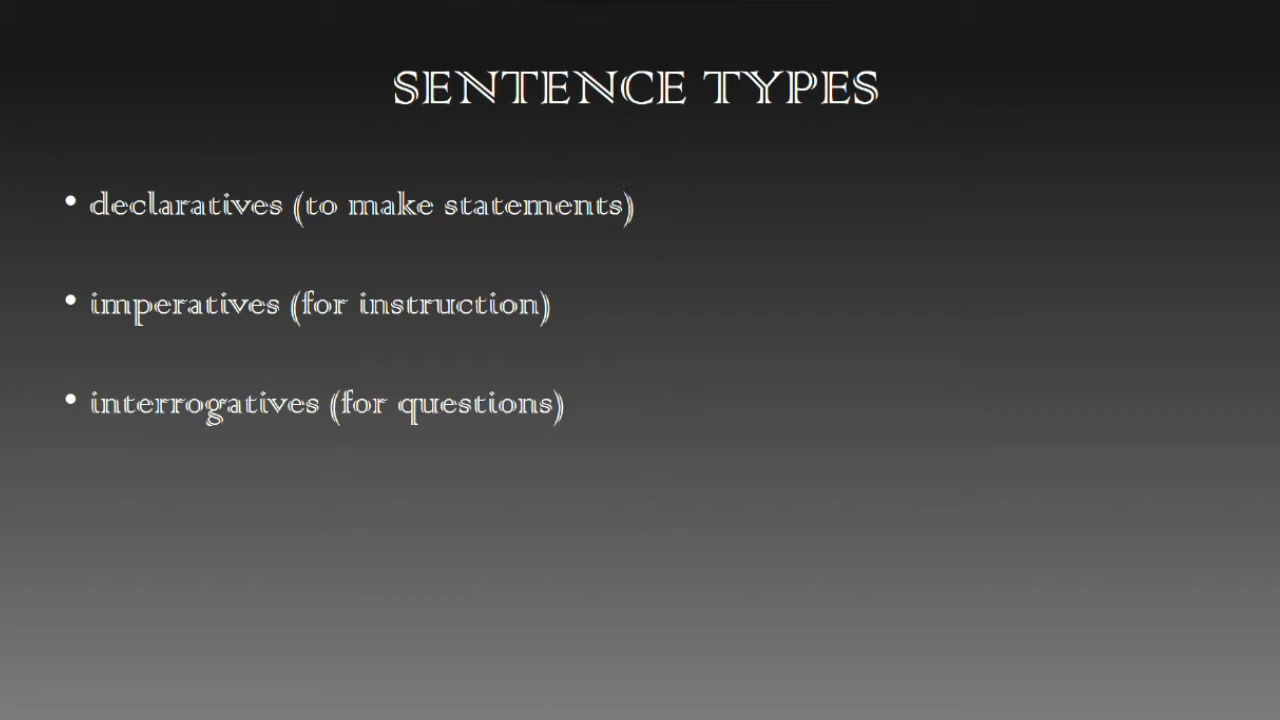 SENTENCE TYPES
• declaratives (to make statements)
• imperatives (for instruction)
• interrogatives (for questions)